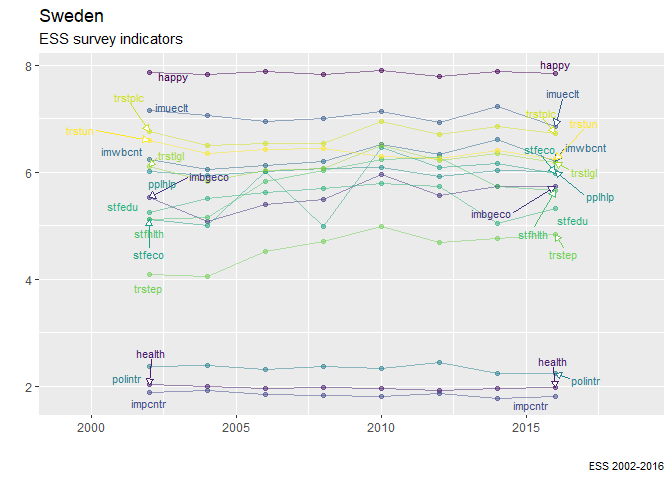 Sweden
ESS survey indicators
8
6
4
2
happy
happy
imueclt
imueclt
trstplc
trstplc
trstun
trstun
imwbcnt
imwbcnt
trstlgl
trstlgl
stfeco
pplhlp
imbgeco
pplhlp
stfedu
imbgeco
stfedu
stfhlth
stfhlth
stfeco
trstep
trstep
health
health
polintr
polintr
impcntr
impcntr
2000
2005
2010
2015
ESS 2002-2016